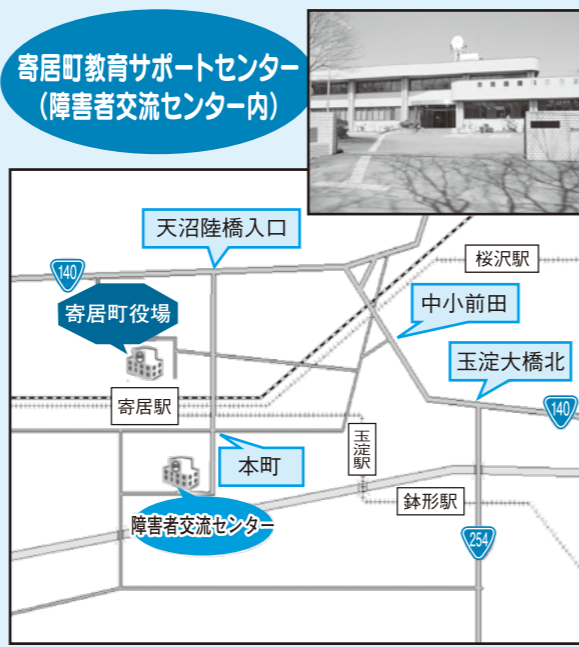 寄居町教育サポートセンター
(障害者交流センター内)
天沼陸橋入口
140
桜沢駅
寄居町役場
中小前田
玉淀大橋北
140
寄居駅
玉淀駅
本町
鉢形駅
障害者交流センター
254